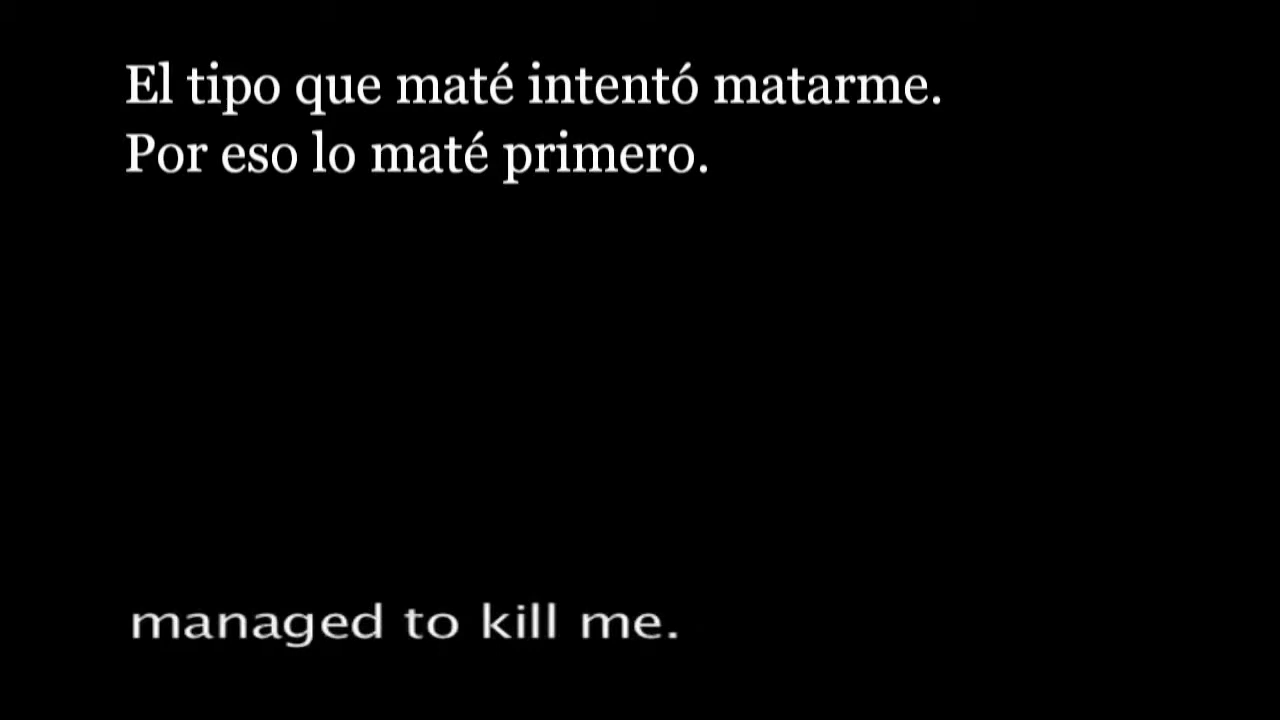 El tipo que maté intentó matarme.
Por eso lo maté primero.
managed to kill me.